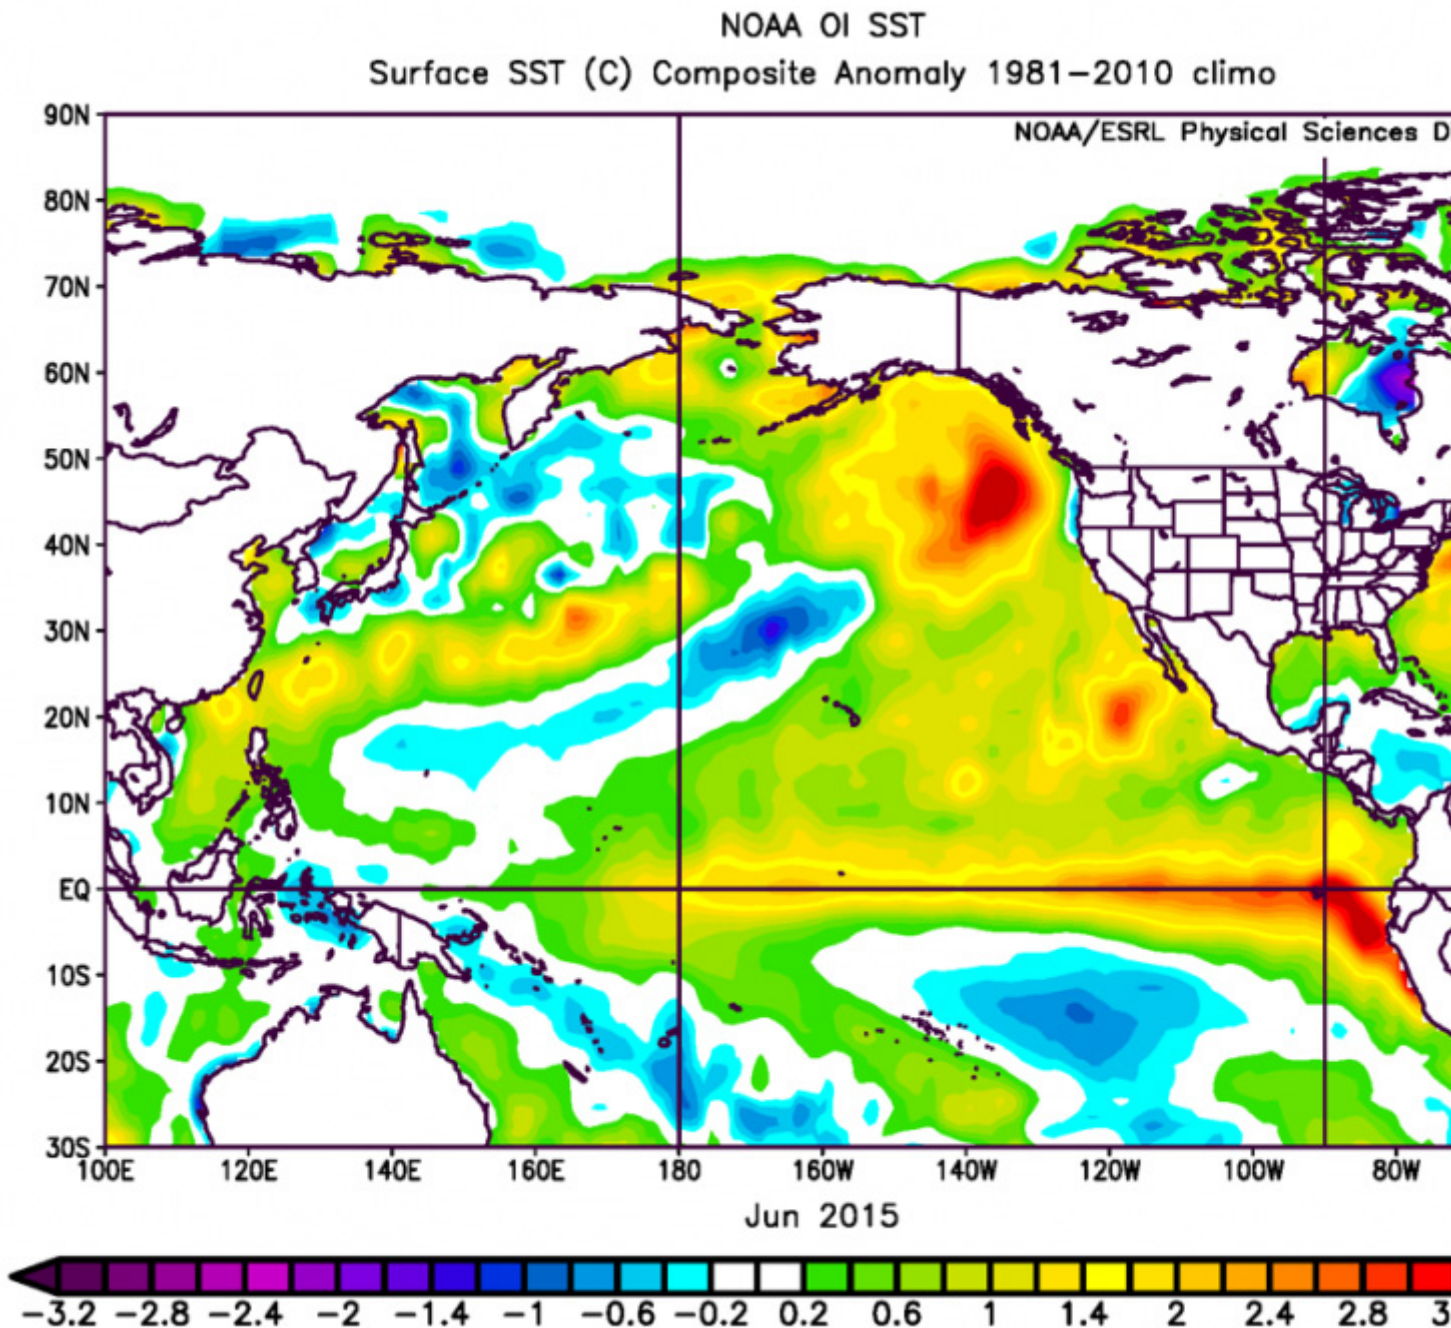 NOAA OI SST
Surface SST (C) Composite Anomaly 1981-2010 climo
NOAA/ESRL Physical Sciences D
90N
80N
70N
60N
50N
40N
30N
20N
10N
EQ
10S
20S
30S
100E 120E 140E 160E 180 160W 140W 120W 100W 80W
Jun 2015
-3.2 -2.8 -2.4 -2 -1.4 -1 -0.6 -0.2 0.2 0.6 1 1.4 2 2.4 2.8 3